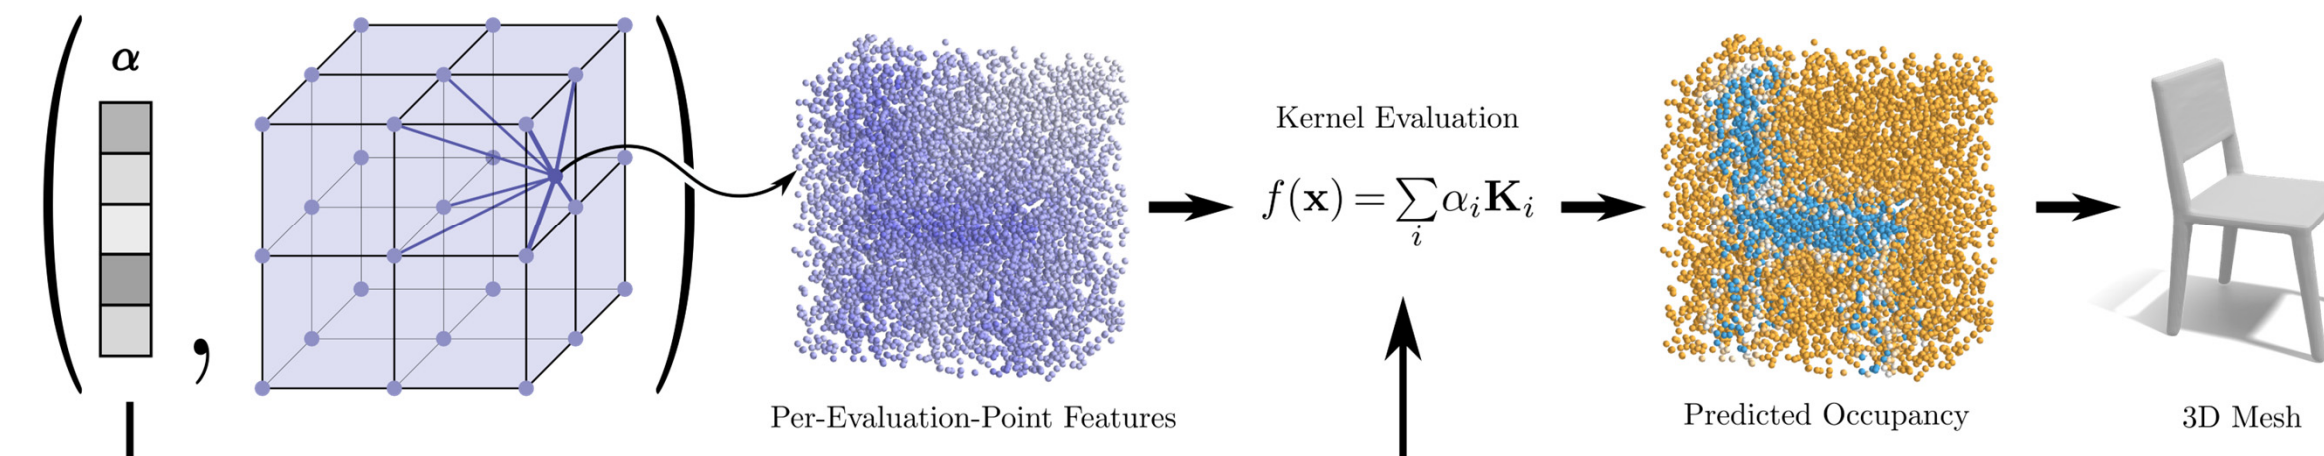 α
,
Kernel Evaluation
f(x) = ∑ αᵢKᵢ
i
Per-Evaluation-Point Features
Predicted Occupancy
3D Mesh